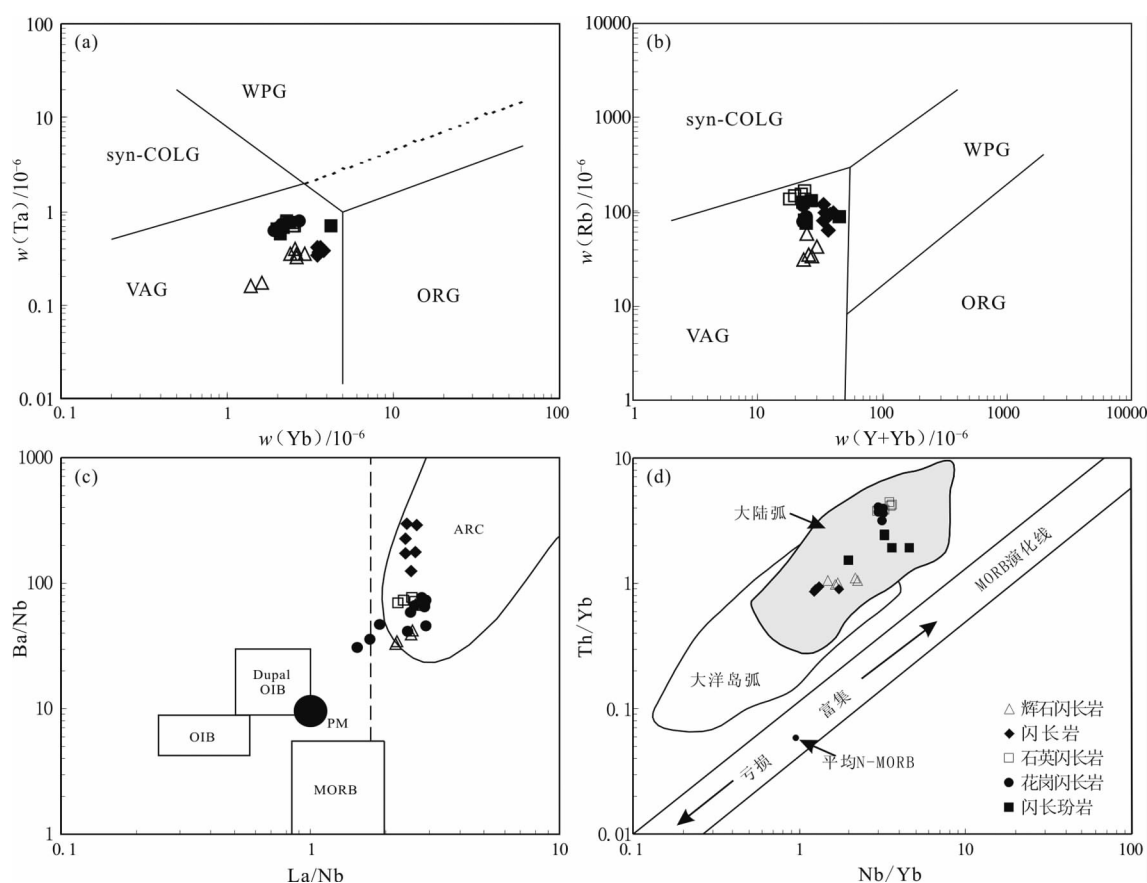 (a)
100
10
1
0.1
0.01
w(Ta)/10⁻⁶
WPG
syn-COLG
VAG
ORG
0.1
1
10
100
w(Yb)/10⁻⁶
(b)
10000
1000
100
10
1
w(Rb)/10⁻⁶
syn-COLG
WPG
VAG
ORG
1
10
100
1000
10000
w(Y+Yb)/10⁻⁶
(c)
1000
100
10
1
Ba/Nb
ARC
Dupal
OIB
PM
OIB
MORB
0.1
1
10
La/Nb
(d)
10
1
0.1
0.01
Th/Yb
大陆弧
MORB演化线
大洋岛弧
富集
亏损
平均N-MORB
辉石闪长岩
闪长岩
石英闪长岩
花岗闪长岩
闪长玢岩
0.1
1
10
100
Nb/Yb